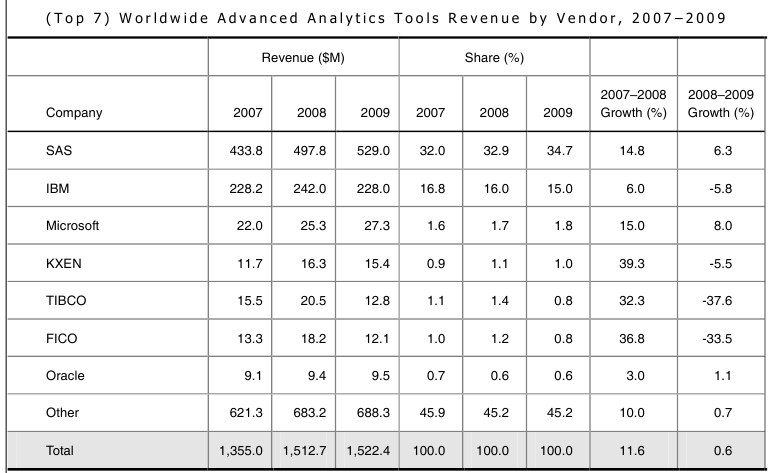 (Top 7) Worldwide Advanced Analytics Tools Revenue by Vendor, 2007–2009
Revenue ($M) Share (%)
Company 2007 2008 2009 2007 2008 2009 2007–2008 Growth (%) 2008–2009 Growth (%)
SAS 433.8 497.8 529.0 32.0 32.9 34.7 14.8 6.3
IBM 228.2 242.0 228.0 16.8 16.0 15.0 6.0 -5.8
Microsoft 22.0 25.3 27.3 1.6 1.7 1.8 15.0 8.0
KXEN 11.7 16.3 15.4 0.9 1.1 1.0 39.3 -5.5
TIBCO 15.5 20.5 12.8 1.1 1.4 0.8 32.3 -37.6
FICO 13.3 18.2 12.1 1.0 1.2 0.8 36.8 -33.5
Oracle 9.1 9.4 9.5 0.7 0.6 0.6 3.0 1.1
Other 621.3 683.2 688.3 45.9 45.2 45.2 10.0 0.7
Total 1,355.0 1,512.7 1,522.4 100.0 100.0 100.0 11.6 0.6